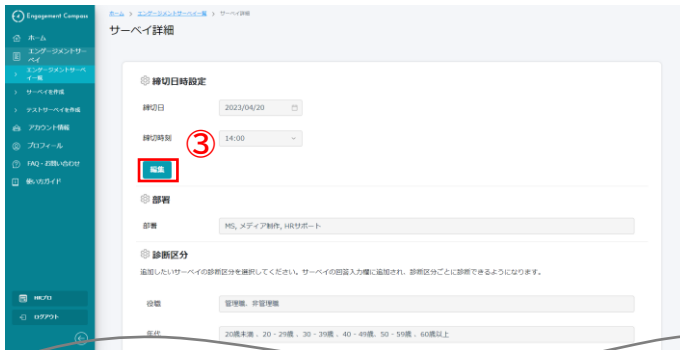 Engagement Compass
ホーム > エンゲージメントサーベイ一覧 > サーベイ詳細
サーベイ詳細
ホーム
エンゲージメントサー
ベイ
エンゲージメントサーベ
イ一覧
サーベイを作成
テストサーベイを作成
アカウント情報
プロフィール
FAQ・お問い合わせ
使い方ガイド
HRプロ
ログアウト
締切日時設定
締切日
2023/04/20
締切時刻
14:00
③
編集
部署
部署
MS, メディア制作, HRサポート
診断区分
追加したいサーベイの診断区分を選択してください。サーベイの回答入力欄に追加され、診断区分ごとに診断できるようになります。
役職
管理職、非管理職
年代
20歳未満 、20 - 29歳 、30 - 39歳 、40 - 49歳、50 - 59歳 、60歳以上